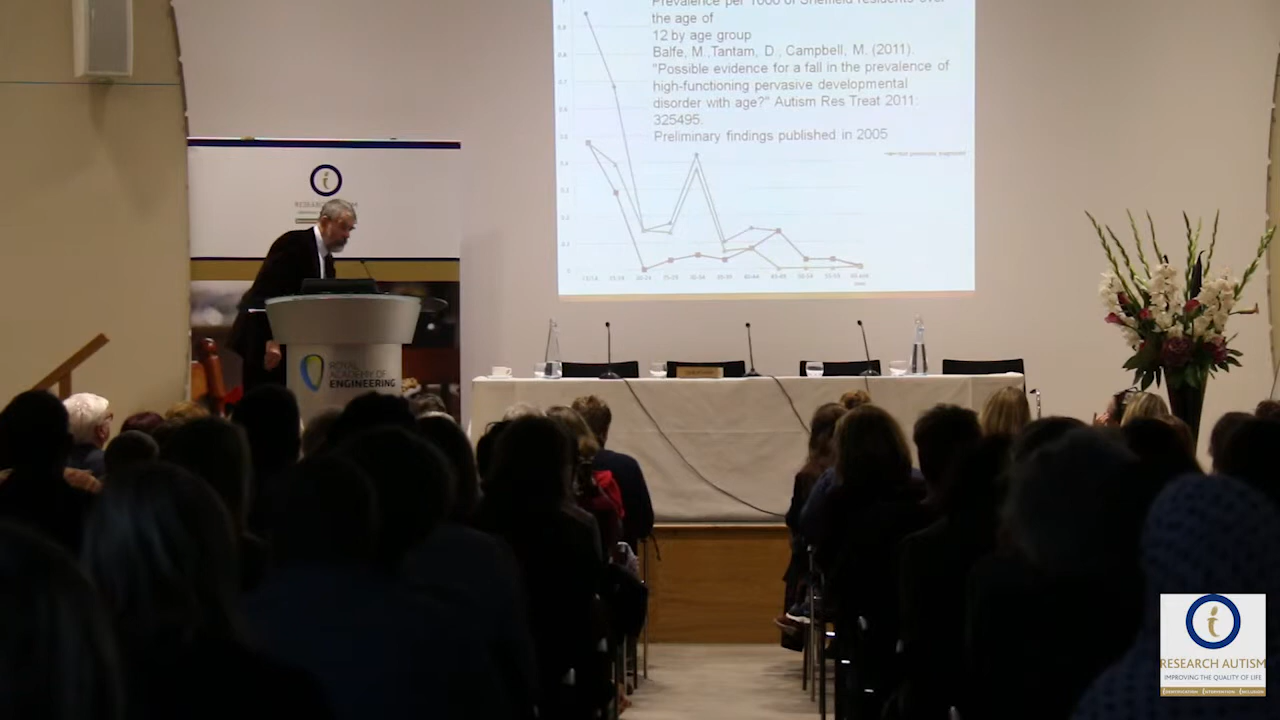 Prevalence per 1000 of Sheffield residents over
the age of
12 by age group
Balfe, M.,Tantam, D., Campbell, M. (2011).
"Possible evidence for a fall in the prevalence of
high-functioning pervasive developmental
disorder with age?" Autism Res Treat 2011:
325495.
Preliminary findings published in 2005
RESEARCH AUTISM
ROYAL
ACADEMY OF
ENGINEERING
RESEARCH AUTISM
IMPROVING THE QUALITY OF LIFE